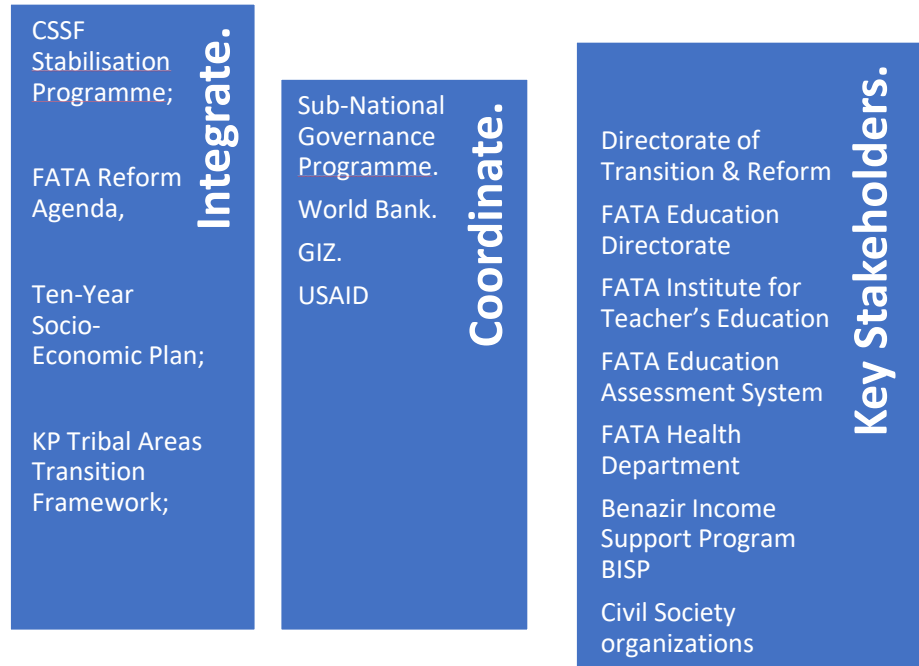 CSSF
Stabilisation
Programme;
FATA Reform
Agenda,
Ten-Year
Socio-
Economic Plan;
KP Tribal Areas
Transition
Framework;
Integrate.
Sub-National
Governance
Programme.
World Bank.
GIZ.
USAID
Coordinate.
Directorate of
Transition & Reform
FATA Education
Directorate
FATA Institute for
Teacher’s Education
FATA Education
Assessment System
FATA Health
Department
Benazir Income
Support Program
BISP
Civil Society
organizations
Key Stakeholders.